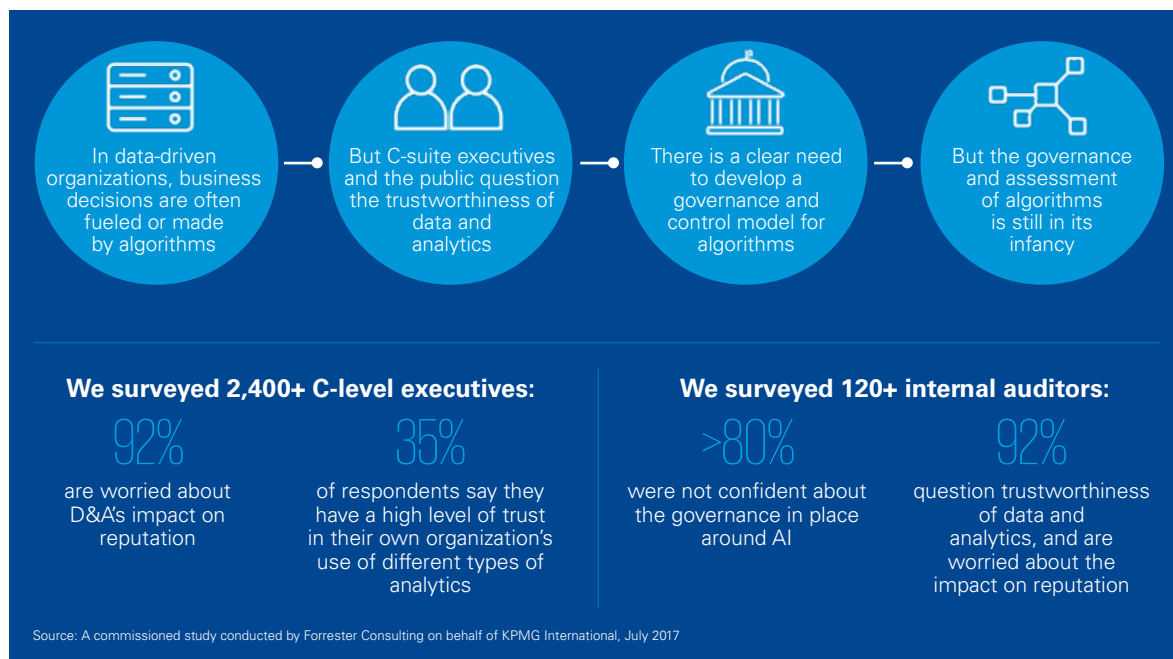 In data-driven
organizations, business
decisions are often
fueled or made
by algorithms
But C-suite executives
and the public question
the trustworthiness of
data and
analytics
There is a clear need
to develop a
governance and
control model for
algorithms
But the governance
and assessment
of algorithms
is still in its
infancy
We surveyed 2,400+ C-level executives:
92%
are worried about
D&A’s impact on
reputation
35%
of respondents say they
have a high level of trust
in their own organization’s
use of different types of
analytics
We surveyed 120+ internal auditors:
>80%
were not confident about
the governance in place
around AI
92%
question trustworthiness
of data and
analytics, and are
worried about the
impact on reputation
Source: A commissioned study conducted by Forrester Consulting on behalf of KPMG International, July 2017